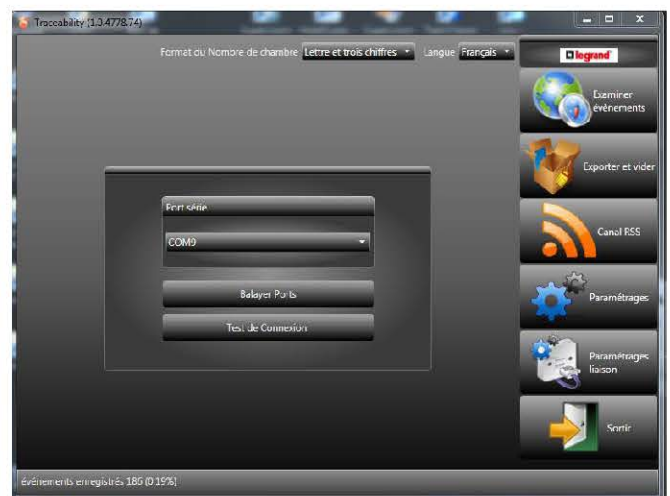 Traceability (1.3.4778.74)
Format du Nombre de chambre Lettre et trois chiffres Langue Français
legrand
Examiner
évènements
Exporter et vider
Canal RSS
Paramétrages
Paramétrages
liaison
Sortir
Port série
COM9
Balayer Ports
Test de Connexion
événements enregistrés 186 (0.19%)